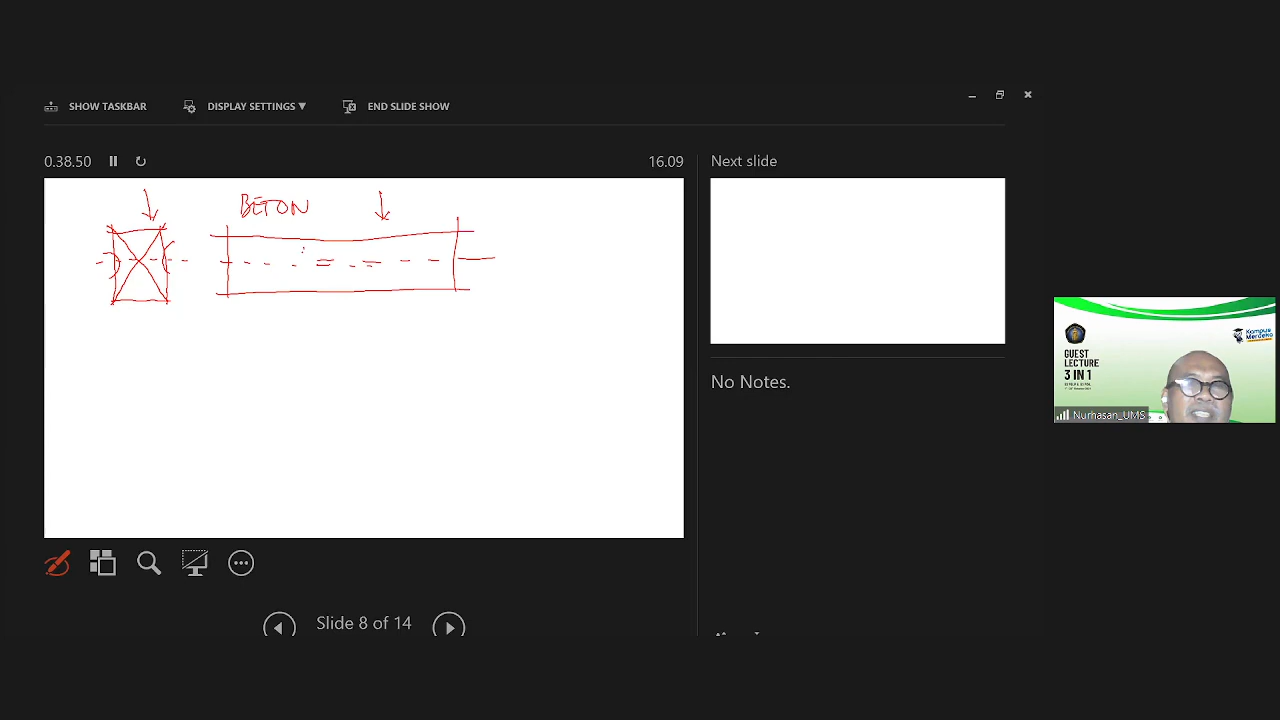 SHOW TASKBAR
DISPLAY SETTINGS ▼
END SLIDE SHOW
0.38.50
16.09
Next slide
BETON
No Notes.
Slide 8 of 14
Kampus
Merdeka
GUEST
LECTURE
3 IN 1
Nurhasan_UMS